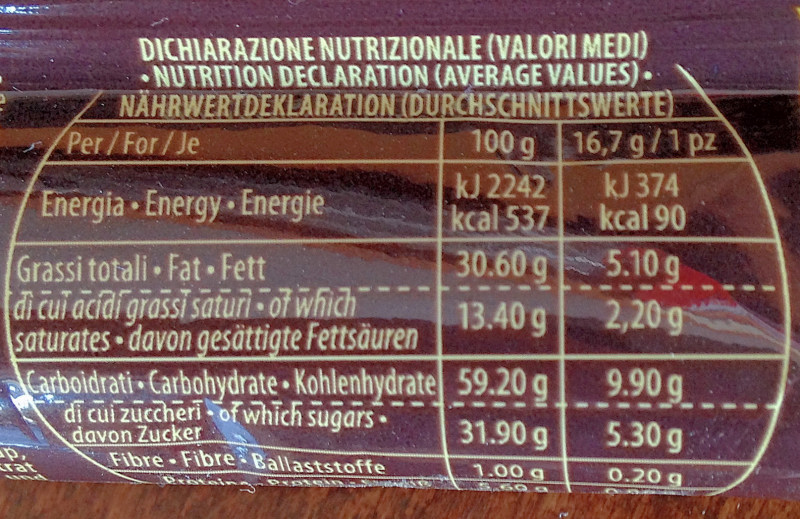 DICHIARAZIONE NUTRIZIONALE (VALORI MEDI)
• NUTRITION DECLARATION (AVERAGE VALUES) •
NÄHRWERTDEKLARATION (DURCHSCHNITTSWERTE)
Per / For / Je 100 g 16,7 g / 1 pz
kJ 2242 kJ 374
Energia • Energy • Energie kcal 537 kcal 90
Grassi totali • Fat • Fett 30.60 g 5.10 g
di cui acidi grassi saturi • of which
saturates • davon gesättigte Fettsäuren 13.40 g 2,20 g
Carboidrati • Carbohydrate • Kohlenhydrate 59.20 g 9.90 g
di cui zuccheri • of which sugars •
davon Zucker 31.90 g 5.30 g
Fibre • Fibre • Ballaststoffe 1.00 g 0.20 g